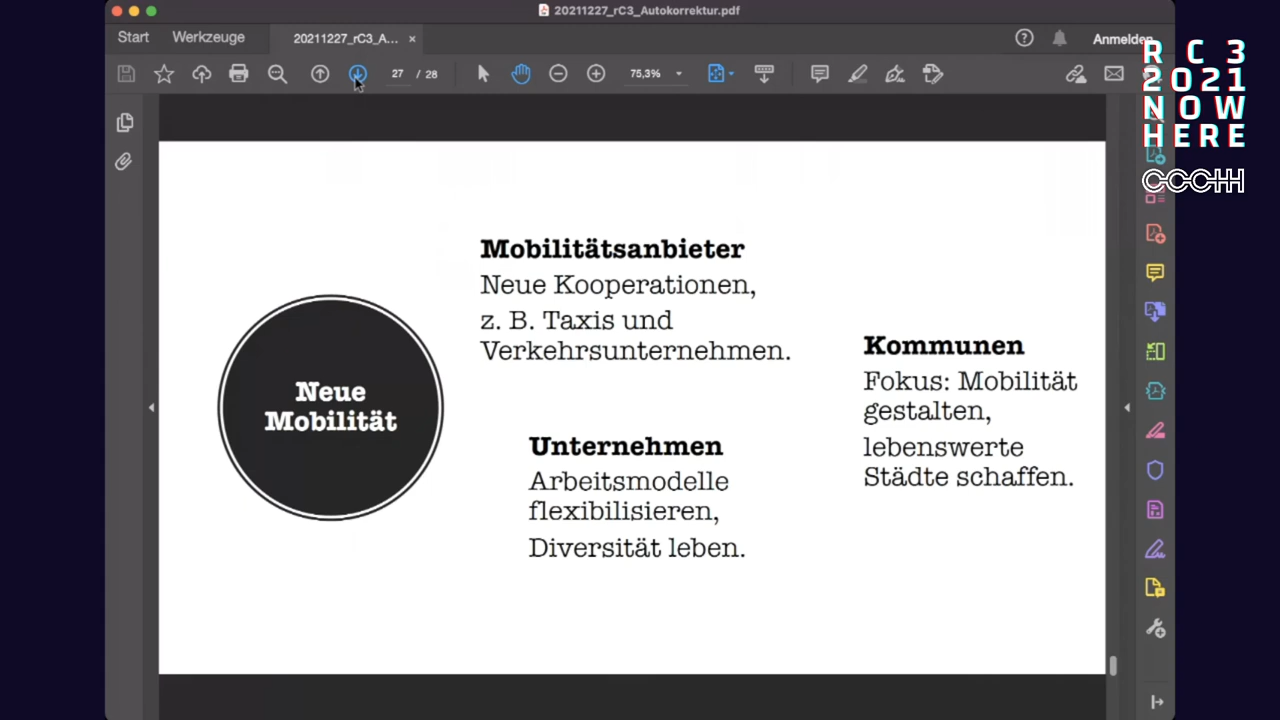 20211227_rC3_Autokorrektur.pdf
Start
Werkzeuge
20211227_rC3_A...
Anmelden
27 / 28
75,3%
RC3
2021
NOW
HERE
CCCHH
Neue
Mobilität
Mobilitätsanbieter
Neue Kooperationen,
z. B. Taxis und
Verkehrsunternehmen.
Unternehmen
Arbeitsmodelle
flexibilisieren,
Diversität leben.
Kommunen
Fokus: Mobilität
gestalten,
lebenswerte
Städte schaffen.